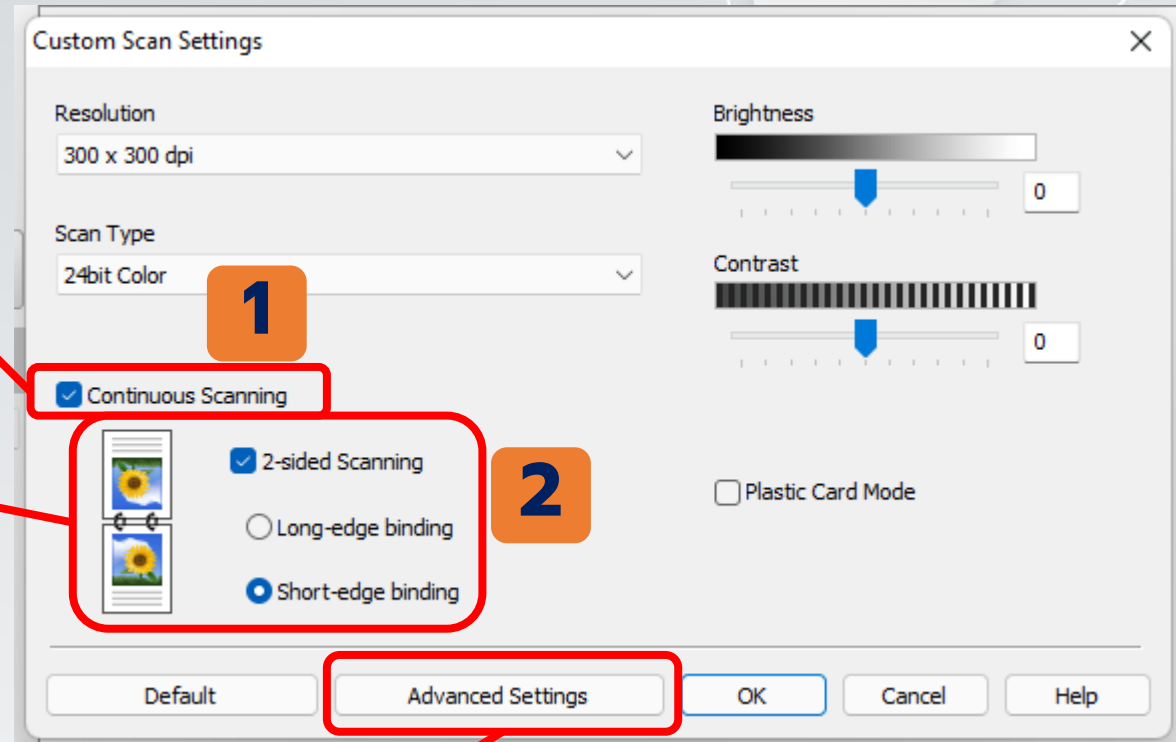 Custom Scan Settings
Resolution
300 x 300 dpi
Scan Type
24bit Color
1
Continuous Scanning
2-sided Scanning
2
Long-edge binding
Short-edge binding
Brightness
0
Contrast
0
Plastic Card Mode
Default
Advanced Settings
OK
Cancel
Help